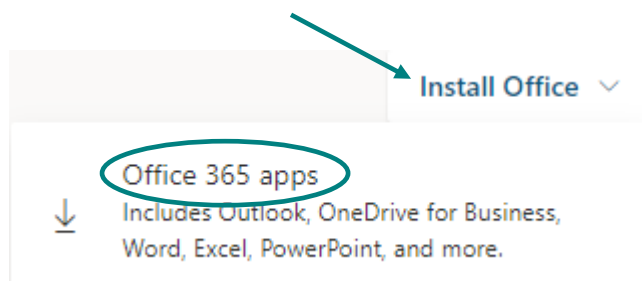 Install Office
Office 365 apps
Includes Outlook, OneDrive for Business,
Word, Excel, PowerPoint, and more.